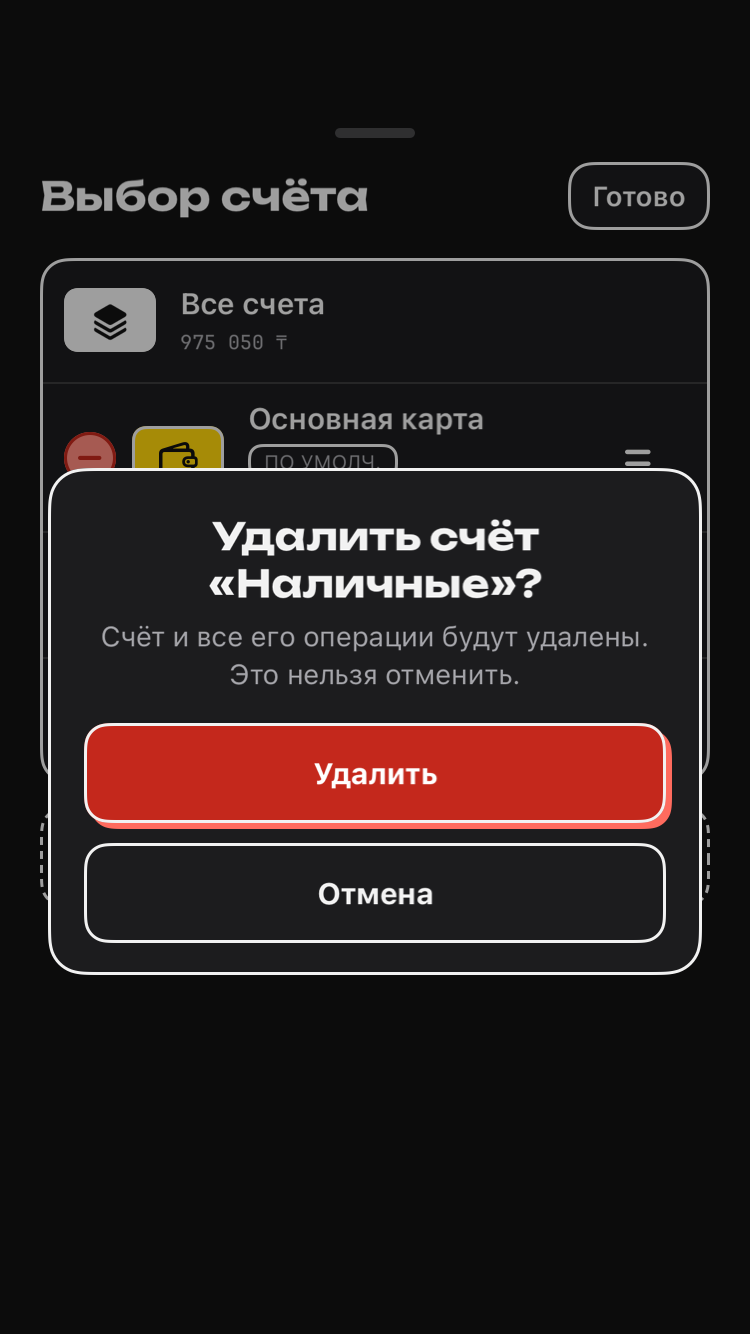 Выбор счёта
Готово
Все счета
975 050 ₸
Основная карта
ПО УМОЛЧ.
Удалить счёт
«Наличные»?
Счёт и все его операции будут удалены.
Это нельзя отменить.
Удалить
Отмена